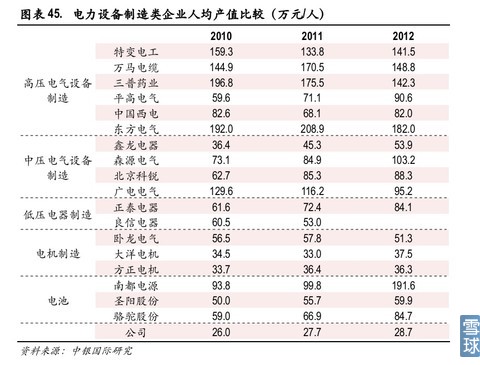 图表 45. 电力设备制造类企业人均产值比较（万元/人）
2010 2011 2012
高压电气设备制造 特变电工 159.3 133.8 141.5
万马电缆 144.9 170.5 148.8
三普药业 196.8 175.5 142.3
平高电气 59.6 71.1 90.6
中国西电 82.6 68.1 82.0
东方电气 192.0 208.9 182.0
中压电气设备制造 鑫龙电器 36.4 45.3 53.9
森源电气 73.1 84.9 103.2
北京科锐 62.7 85.3 88.3
广电电气 129.6 116.2 95.2
低压电器制造 正泰电器 61.6 72.4 84.1
良信电器 60.5 53.0
电机制造 卧龙电气 56.5 57.8 51.3
大洋电机 34.5 33.0 37.5
方正电机 33.7 36.4 36.3
电池 南都电源 93.8 99.8 191.6
圣阳股份 50.0 55.7 59.9
骆驼股份 59.0 66.9 84.7
公司 26.0 27.7 28.7
资料来源：中银国际研究
雪球